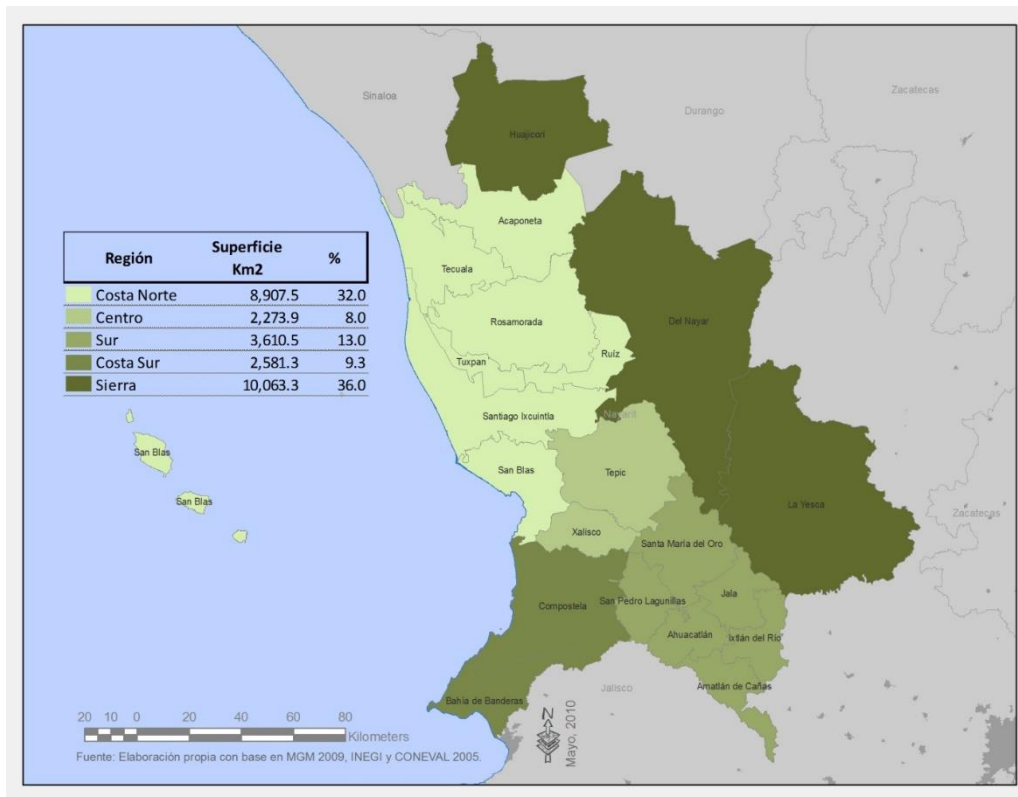 Sinaloa
Durango
Zacatecas
Huajicori
Acaponeta
Región Superficie Km2 %
Costa Norte 8,907.5 32.0
Centro 2,273.9 8.0
Sur 3,610.5 13.0
Costa Sur 2,581.3 9.3
Sierra 10,063.3 36.0
Tecuala
Rosamorada
Del Nayar
Ruiz
Tuxpan
Santiago Ixcuintla
Nayarit
San Blas
San Blas
San Blas
Tepic
La Yesca
Zacatecas
Xalisco
Santa María del Oro
Compostela
San Pedro Lagunillas
Jala
Ahuacatlán
Ixtlán del Río
Jalisco
Amatlán de Cañas
Bahía de Banderas
20 10 0 20 40 60 80
Kilometers
N
Mayo, 2010
Fuente: Elaboración propia con base en MGM 2009, INEGI y CONEVAL 2005.